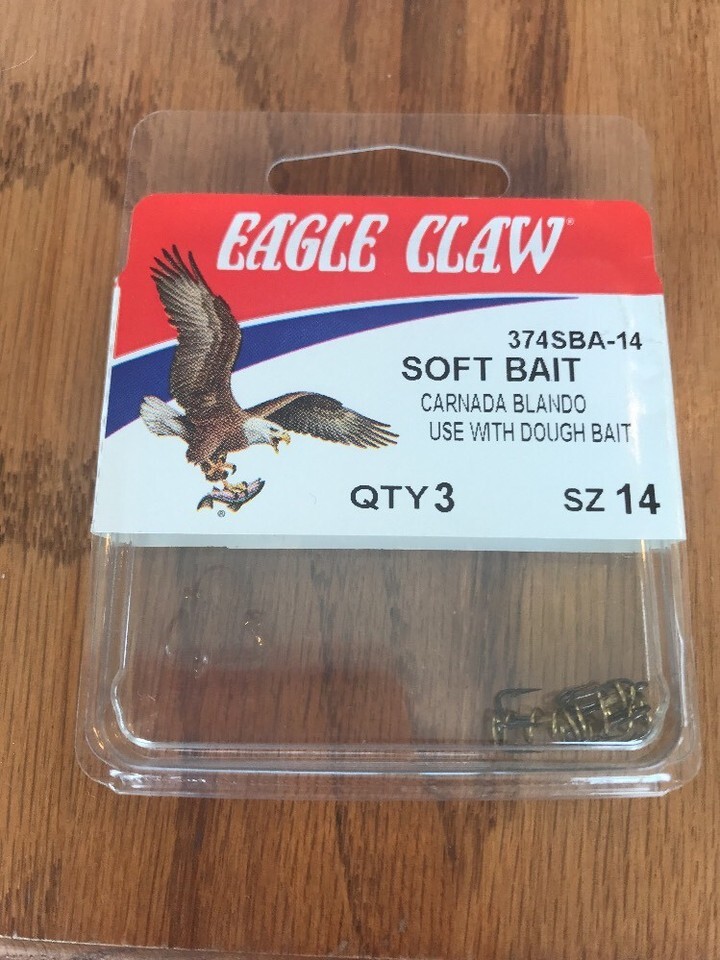 EAGLE CLAW®
374SBA-14
SOFT BAIT
CARNADA BLANDO
USE WITH DOUGH BAIT
QTY 3 SZ 14
®